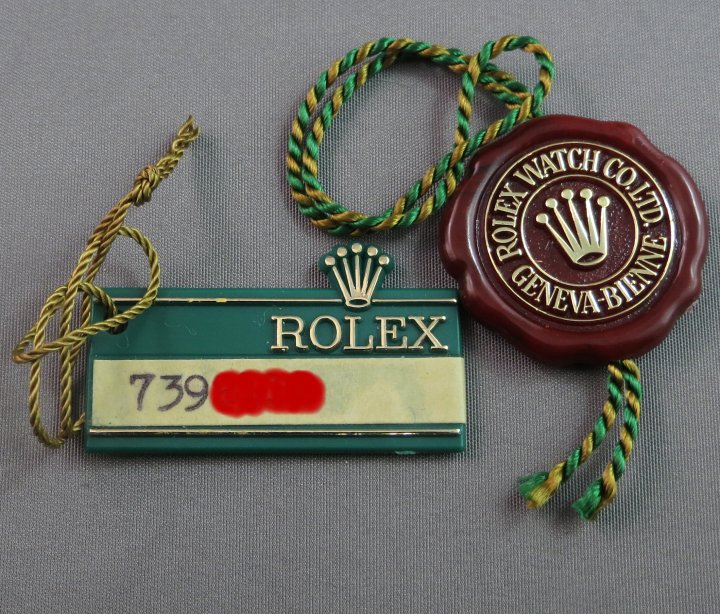 ROLEX
739
ROLEX WATCH CO. LTD.
GENEVA-BIENNE